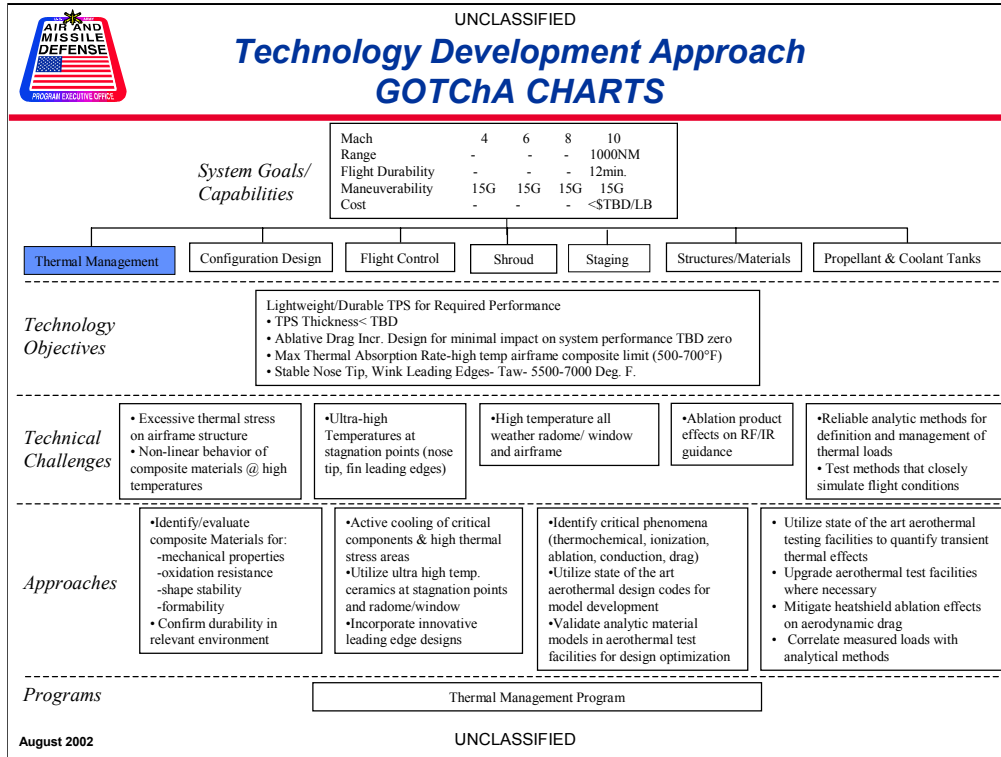 UNCLASSIFIED
U.S. ARMY
AIR AND
MISSILE
DEFENSE
PROGRAM EXECUTIVE OFFICE
Technology Development Approach
GOTChA CHARTS
System Goals/
Capabilities
Mach 4 6 8 10
Range - - - 1000NM
Flight Durability - - - 12min.
Maneuverability 15G 15G 15G 15G
Cost - - - <$TBD/LB
Thermal Management
Configuration Design
Flight Control
Shroud
Staging
Structures/Materials
Propellant & Coolant Tanks
Technology
Objectives
Lightweight/Durable TPS for Required Performance
• TPS Thickness< TBD
• Ablative Drag Incr. Design for minimal impact on system performance TBD zero
• Max Thermal Absorption Rate-high temp airframe composite limit (500-700°F)
• Stable Nose Tip, Wink Leading Edges- Taw- 5500-7000 Deg. F.
Technical
Challenges
• Excessive thermal stress
on airframe structure
• Non-linear behavior of
composite materials @ high
temperatures
•Ultra-high
Temperatures at
stagnation points (nose
tip, fin leading edges)
•High temperature all
weather radome/ window
and airframe
•Ablation product
effects on RF/IR
guidance
•Reliable analytic methods for
definition and management of
thermal loads
• Test methods that closely
simulate flight conditions
Approaches
•Identify/evaluate
composite Materials for:
-mechanical properties
-oxidation resistance
-shape stability
-formability
• Confirm durability in
relevant environment
•Active cooling of critical
components & high thermal
stress areas
•Utilize ultra high temp.
ceramics at stagnation points
and radome/window
•Incorporate innovative
leading edge designs
•Identify critical phenomena
(thermochemical, ionization,
ablation, conduction, drag)
•Utilize state of the art
aerothermal design codes for
model development
•Validate analytic material
models in aerothermal test
facilities for design optimization
• Utilize state of the art aerothermal
testing facilities to quantify transient
thermal effects
• Upgrade aerothermal test facilities
where necessary
• Mitigate heatshield ablation effects
on aerodynamic drag
• Correlate measured loads with
analytical methods
Programs
Thermal Management Program
August 2002
UNCLASSIFIED